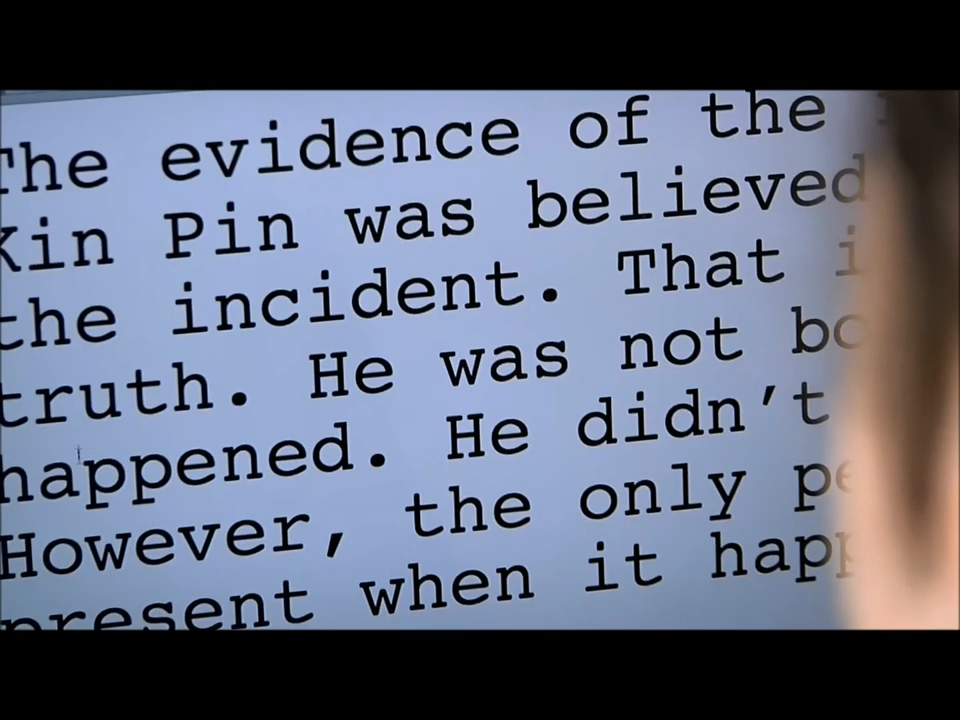 The evidence of the
Kin Pin was believed
the incident. That
truth. He was not
happened. He didn't
However, the only
present when it